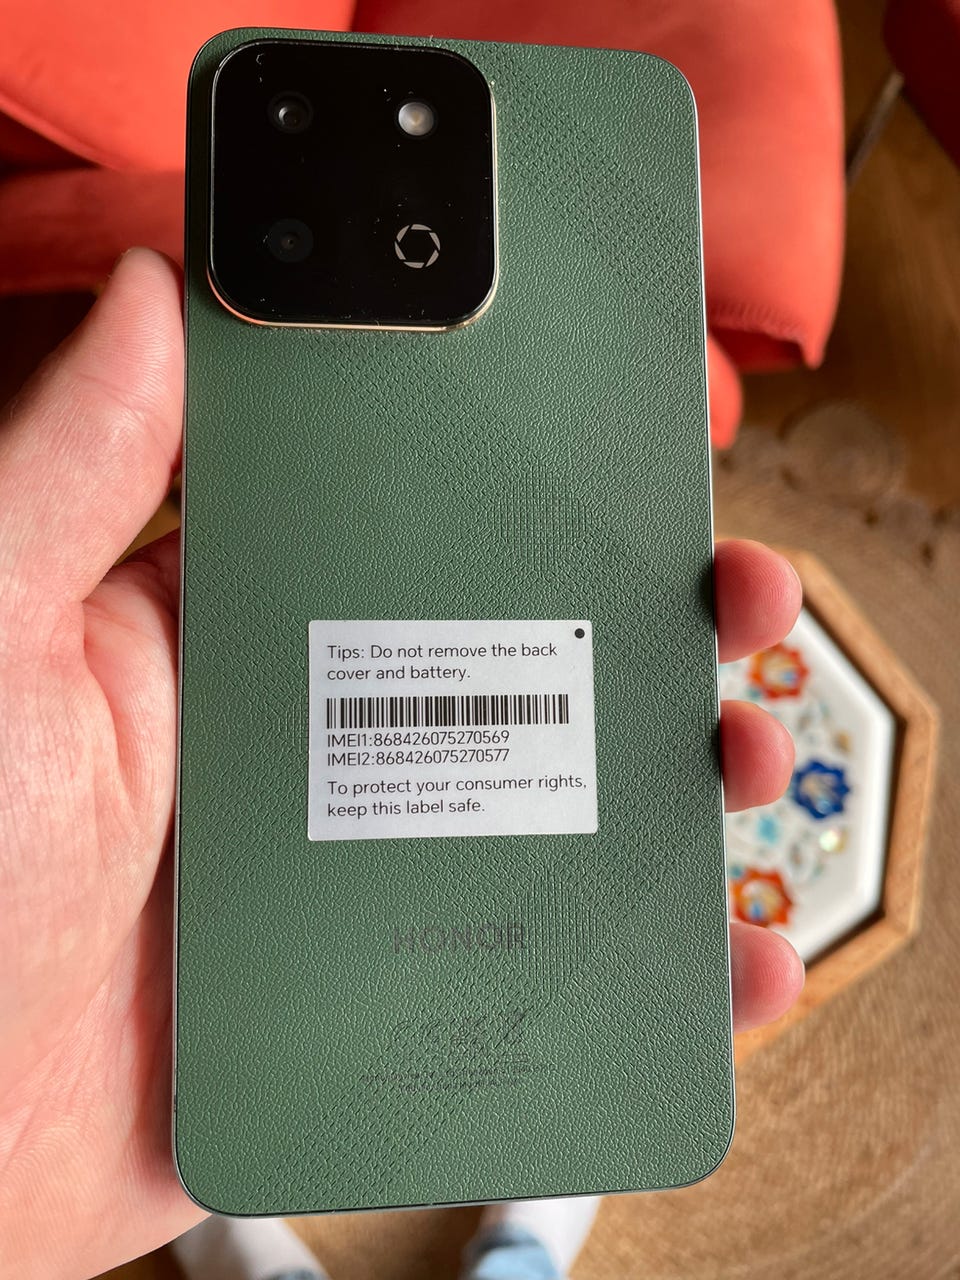 Tips: Do not remove the back
cover and battery.
IMEI1:868426075270569
IMEI2:868426075270577
To protect your consumer rights,
keep this label safe.
HONOR